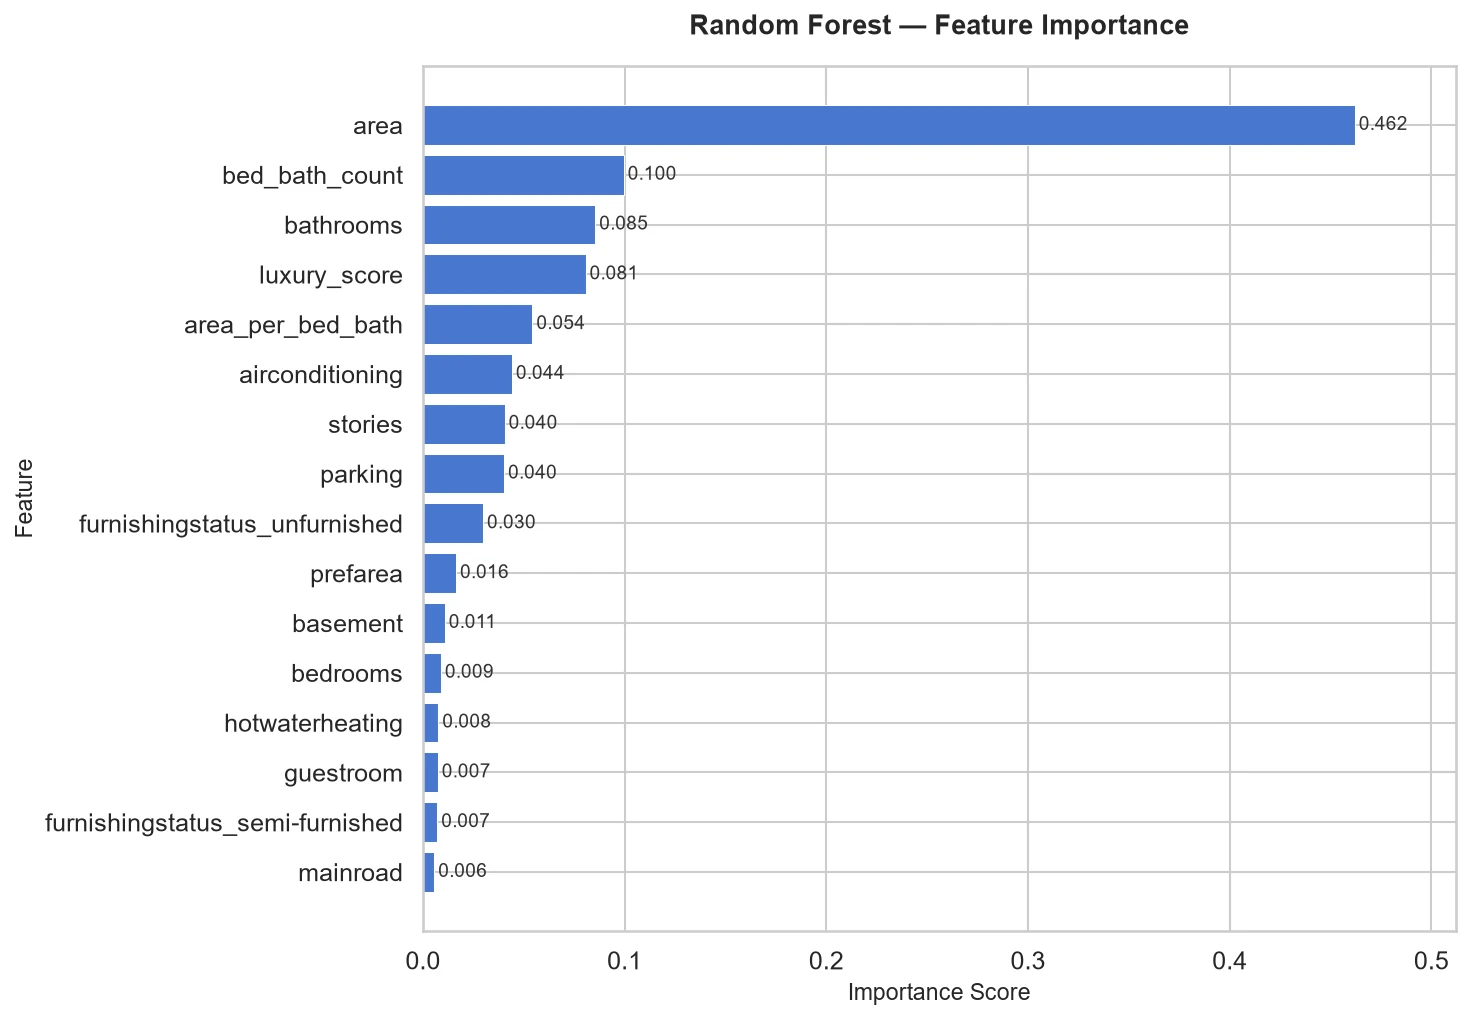 Random Forest — Feature Importance
area 0.462
bed_bath_count 0.100
bathrooms 0.085
luxury_score 0.081
area_per_bed_bath 0.054
airconditioning 0.044
stories 0.040
parking 0.040
furnishingstatus_unfurnished 0.030
prefarea 0.016
basement 0.011
bedrooms 0.009
hotwaterheating 0.008
guestroom 0.007
furnishingstatus_semi-furnished 0.007
mainroad 0.006
Feature
0.0 0.1 0.2 0.3 0.4 0.5
Importance Score